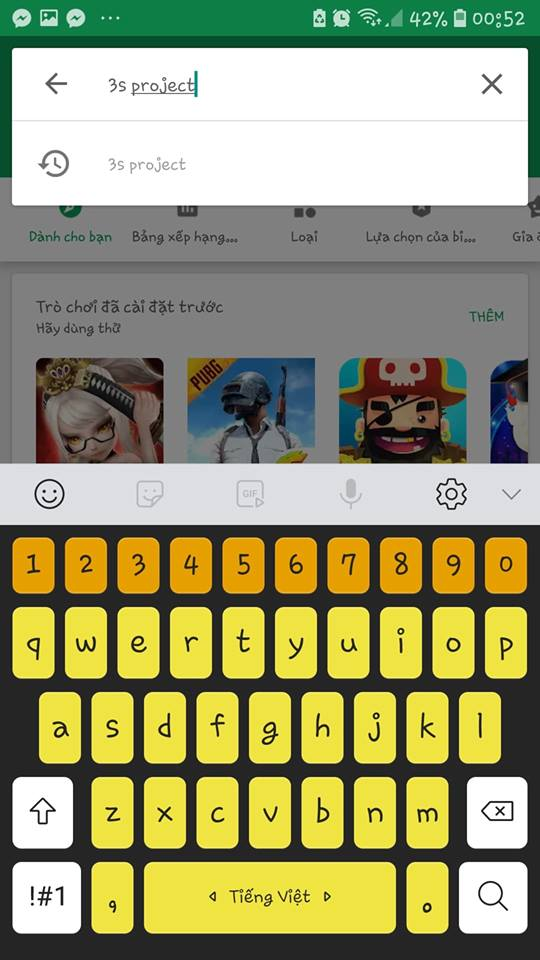 42% 00:52
3s project
3s project
Dành cho bạn Bảng xếp hạng... Loại Lựa chọn của bi... Gia đ
Trò chơi đã cài đặt trước
Hãy dùng thử
THÊM
PUBG
GIF
1 2 3 4 5 6 7 8 9 0
q w e r t y u i o p
a s d f g h j k l
z x c v b n m
!#1 , Tiếng Việt .